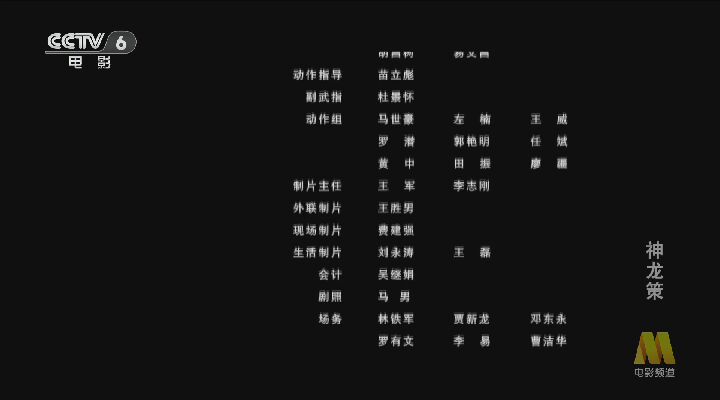 CCTV 6
电影
动作指导 苗立彪
副武指 杜景怀
动作组 马世豪 左楠 王威
罗潜 郭艳明 任斌
黄中 田振 廖疆
制片主任 王军 李志刚
外联制片 王胜男
现场制片 费建强
生活制片 刘永涛 王磊
会计 吴继娟
剧照 马男
场务 林铁军 贾新龙 邓东永
罗有文 李易 曹洁华
神龙策
电影频道